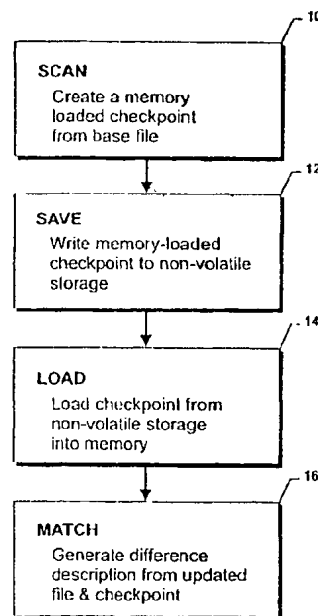 10
SCAN
Create a memory
loaded checkpoint
from base file
12
SAVE
Write memory-loaded
checkpoint to non-volatile
storage
14
LOAD
Load checkpoint from
non-volatile storage
into memory
16
MATCH
Generate difference
description from updated
file & checkpoint